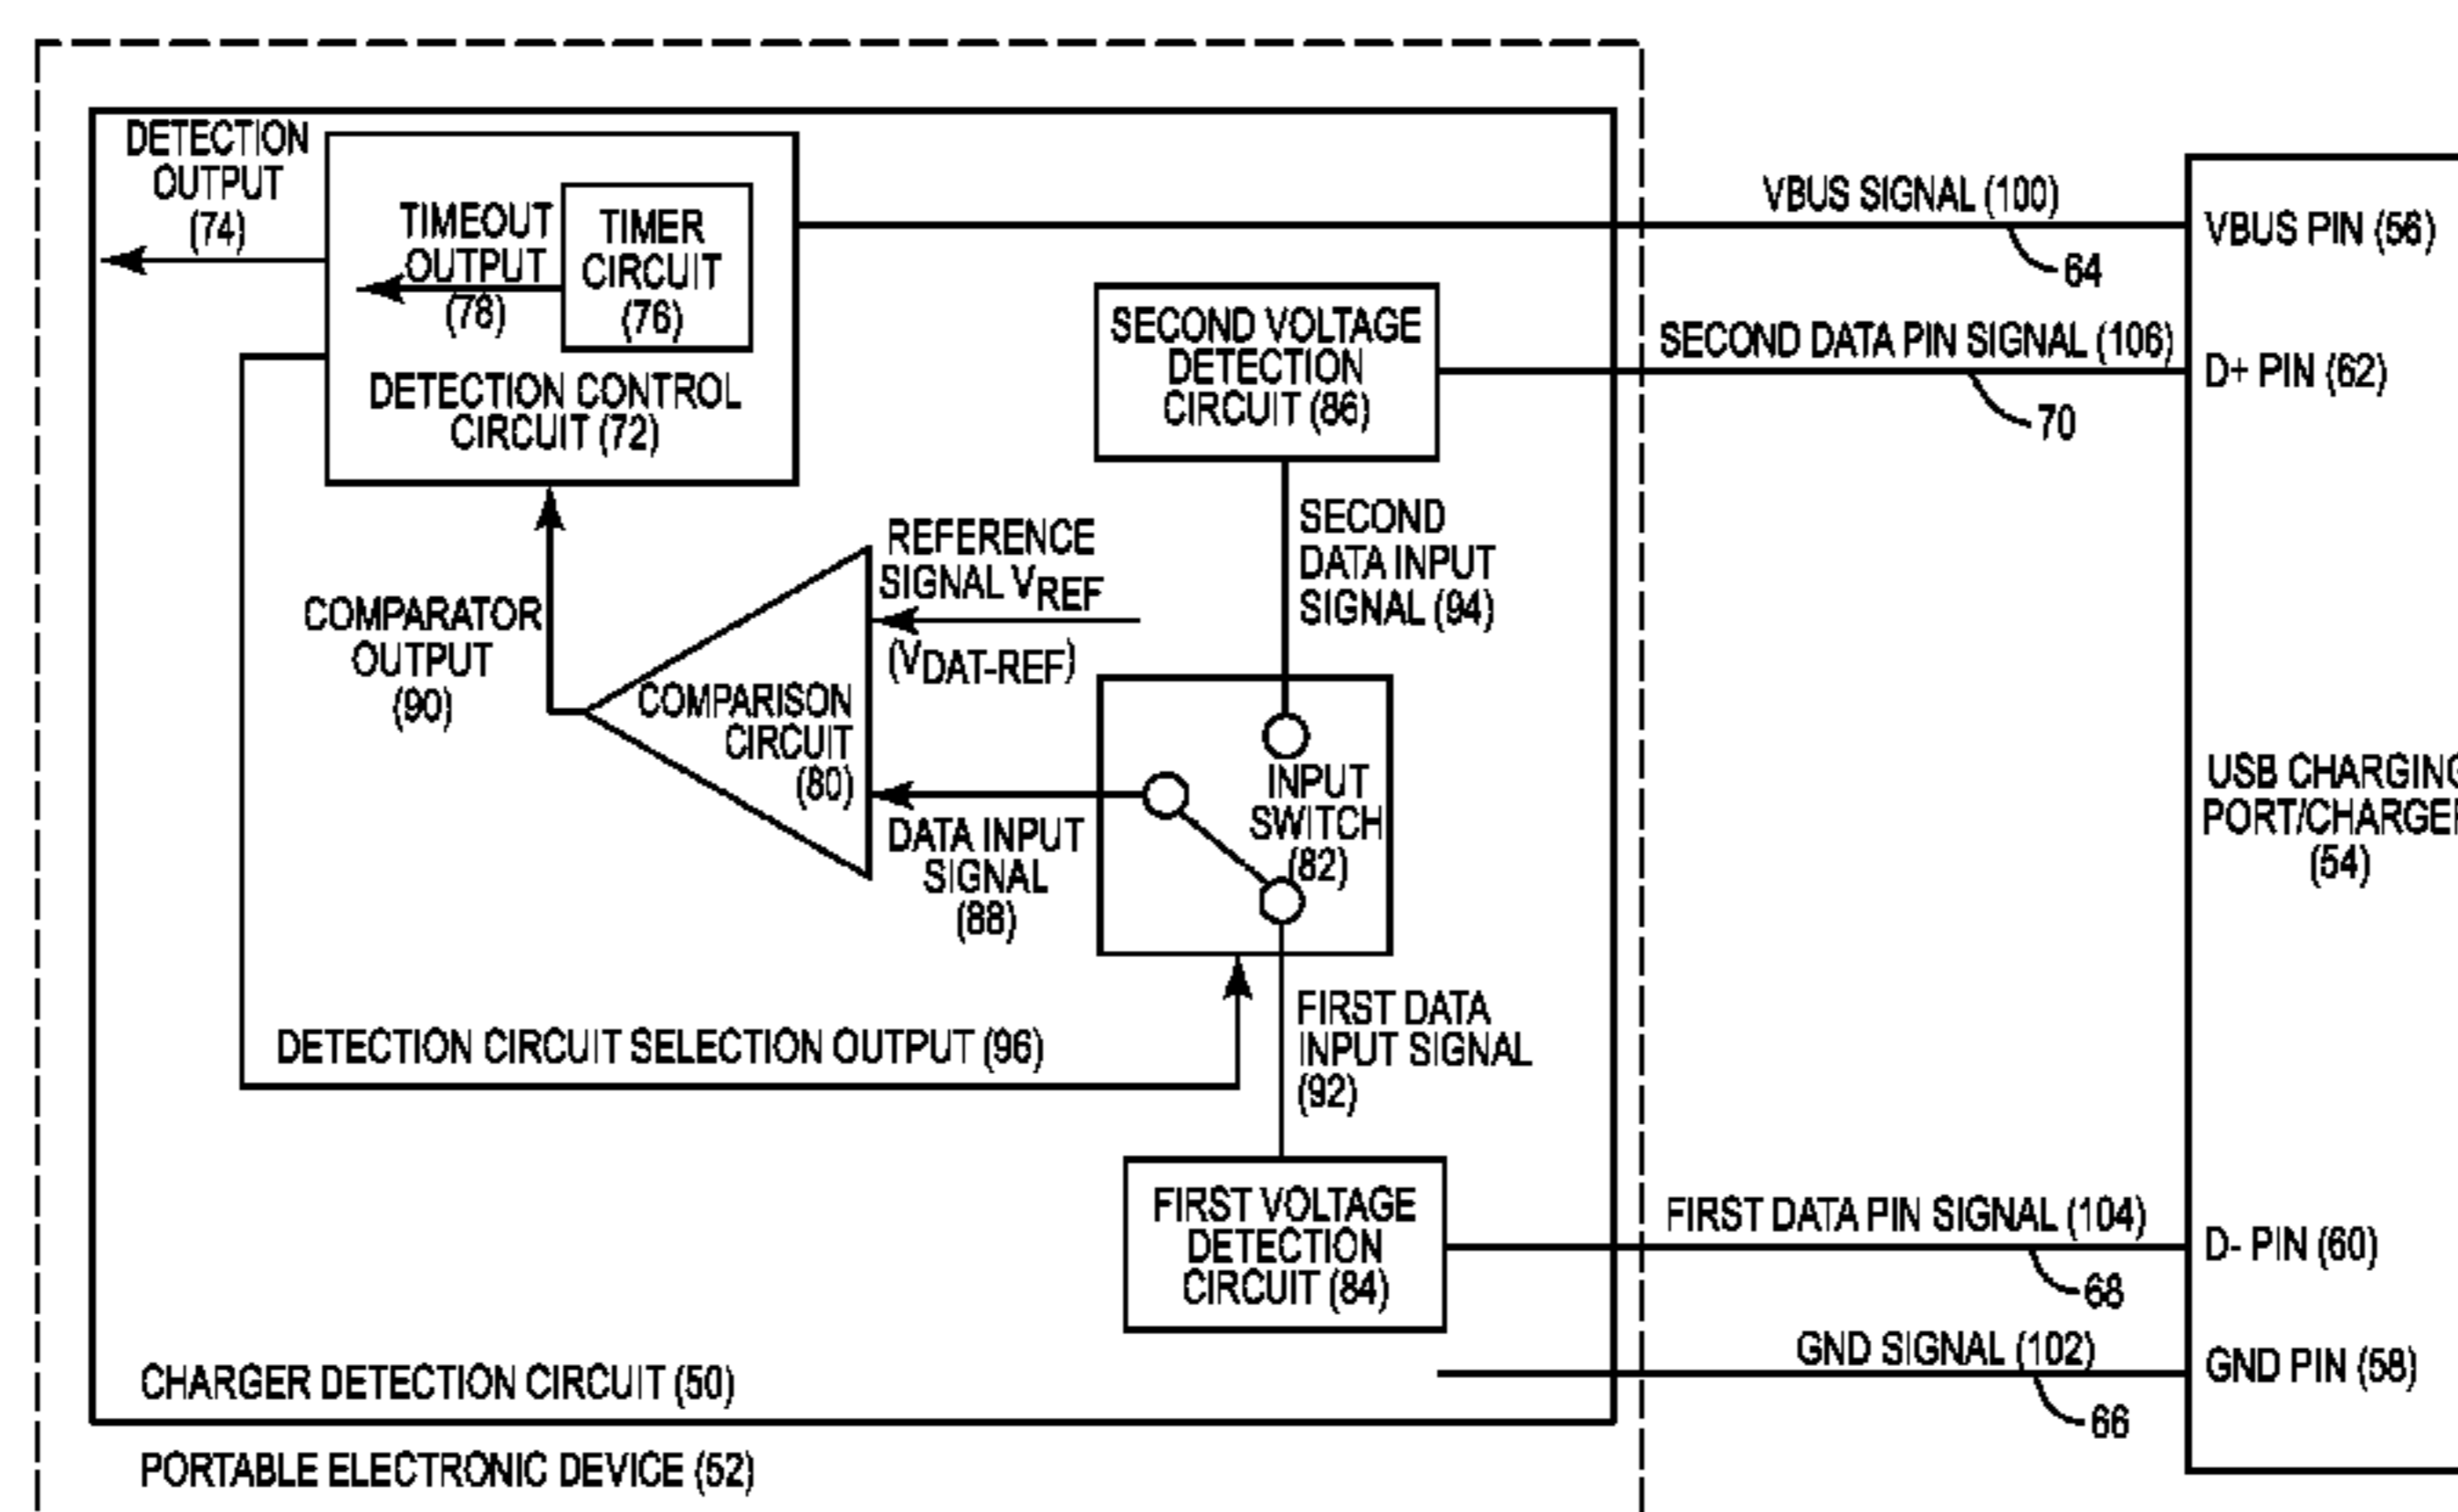 DETECTION
OUTPUT
(74)
TIMEOUT
OUTPUT
(78)
TIMER
CIRCUIT
(76)
DETECTION CONTROL
CIRCUIT (72)
VBUS SIGNAL (100)
64
VBUS PIN (56)
SECOND VOLTAGE
DETECTION
CIRCUIT (86)
SECOND DATA PIN SIGNAL (106)
70
D+ PIN (62)
SECOND
DATA INPUT
SIGNAL (94)
REFERENCE
SIGNAL VREF
(VDAT-REF)
COMPARATOR
OUTPUT
(90)
COMPARISON
CIRCUIT
(80)
DATA INPUT
SIGNAL
(88)
INPUT
SWITCH
(82)
USB CHARGING
PORT/CHARGER
(54)
DETECTION CIRCUIT SELECTION OUTPUT (96)
FIRST DATA
INPUT SIGNAL
(92)
FIRST VOLTAGE
DETECTION
CIRCUIT (84)
FIRST DATA PIN SIGNAL (104)
68
D- PIN (60)
GND SIGNAL (102)
66
GND PIN (58)
CHARGER DETECTION CIRCUIT (50)
PORTABLE ELECTRONIC DEVICE (52)